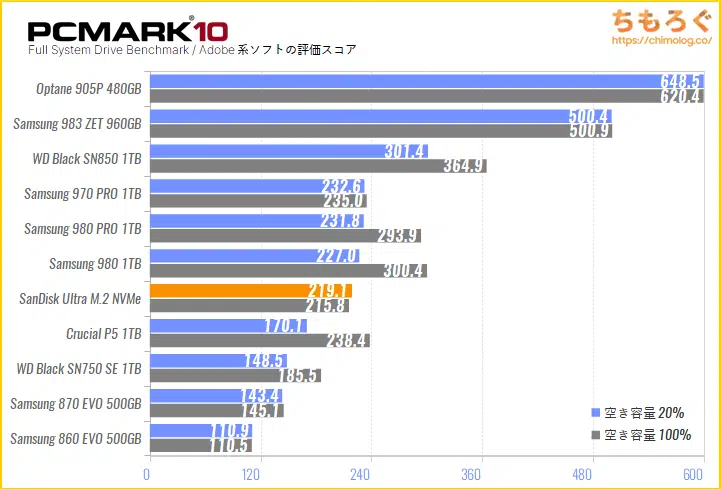 PCMARK®10
ちもろぐ
https://chimolog.co/
Full System Drive Benchmark / Adobe 系ソフトの評価スコア
Optane 905P 480GB
648.5
620.4
Samsung 983 ZET 960GB
500.4
500.9
WD Black SN850 1TB
301.4
364.9
Samsung 970 PRO 1TB
232.6
235.0
Samsung 980 PRO 1TB
231.8
293.9
Samsung 980 1TB
227.0
300.4
SanDisk Ultra M.2 NVMe
219.1
215.8
Crucial P5 1TB
170.1
238.4
WD Black SN750 SE 1TB
148.5
185.5
Samsung 870 EVO 500GB
143.4
145.1
Samsung 860 EVO 500GB
110.9
110.5
空き容量 20%
空き容量 100%
0 120 240 360 480 600